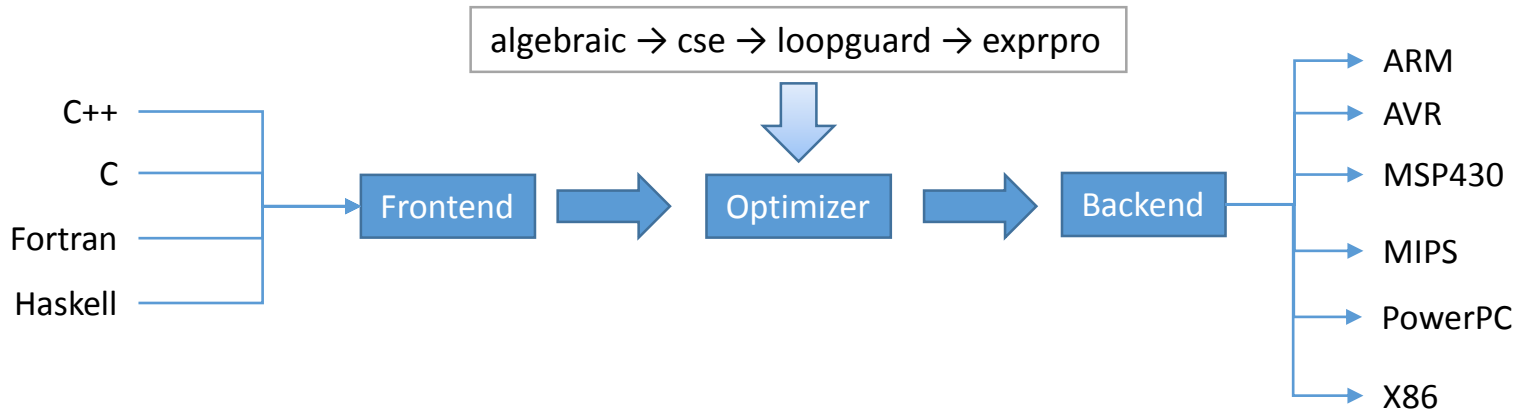 algebraic → cse → loopguard → exprpro
C++
C
Fortran
Haskell
Frontend
Optimizer
Backend
ARM
AVR
MSP430
MIPS
PowerPC
X86